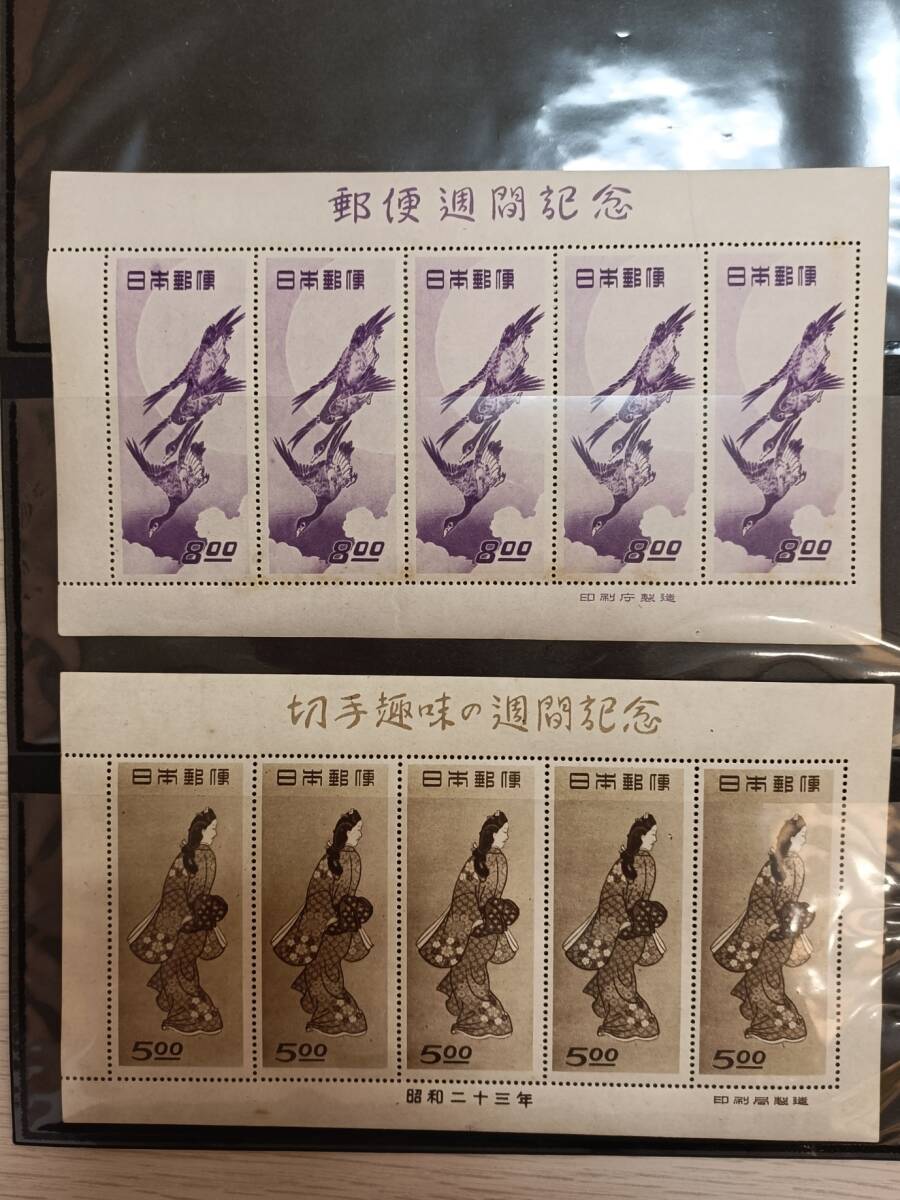 郵便週間記念
日本郵便 日本郵便 日本郵便 日本郵便 日本郵便
8.00 8.00 8.00 8.00 8.00
印刷庁製造
切手趣味の週間記念
日本郵便 日本郵便 日本郵便 日本郵便 日本郵便
5.00 5.00 5.00 5.00 5.00
昭和二十三年 印刷局製造